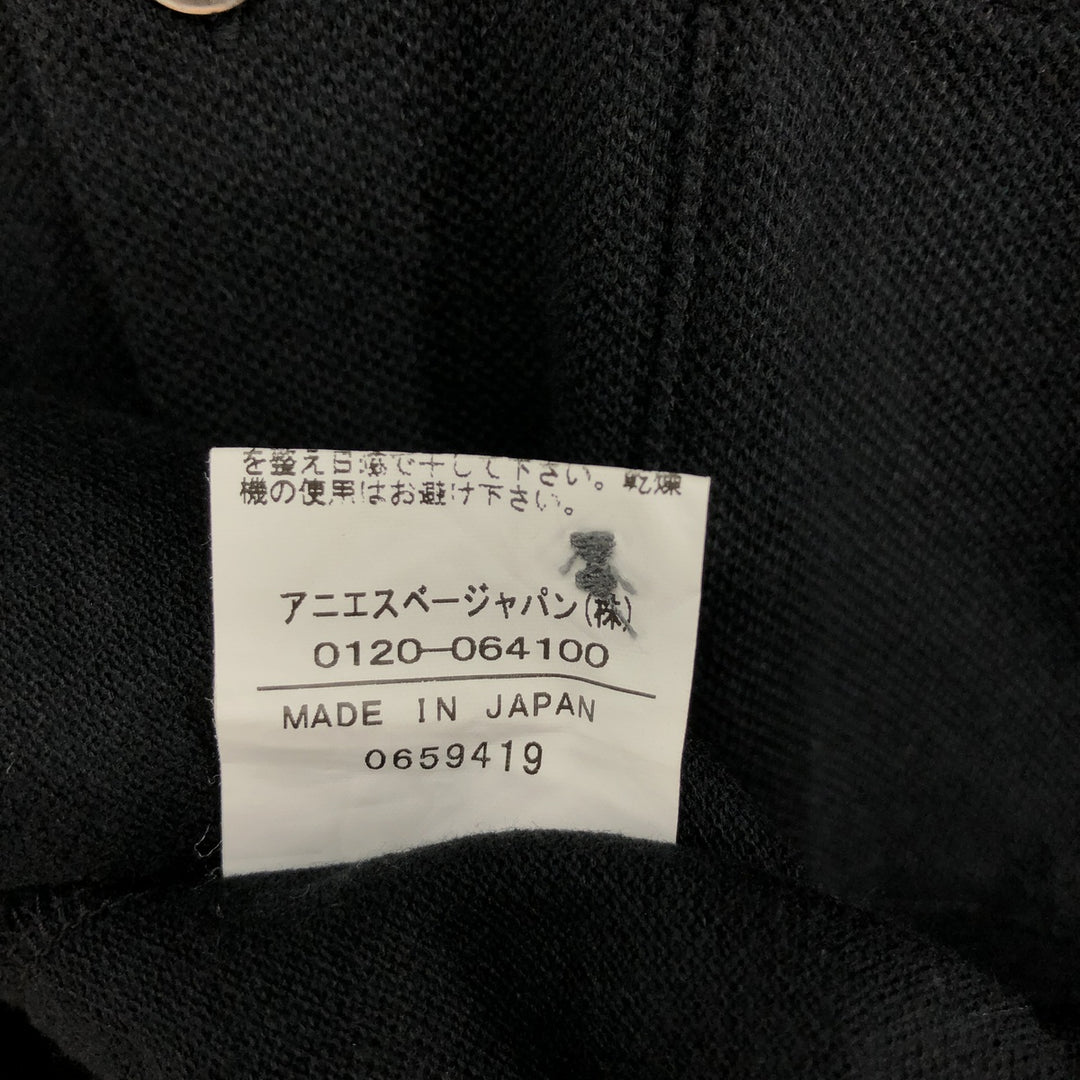 を整え日陰で干して下さい。乾燥
機の使用はお避け下さい。
アニエスベージャパン(株)
0120-064100
MADE IN JAPAN
0659419